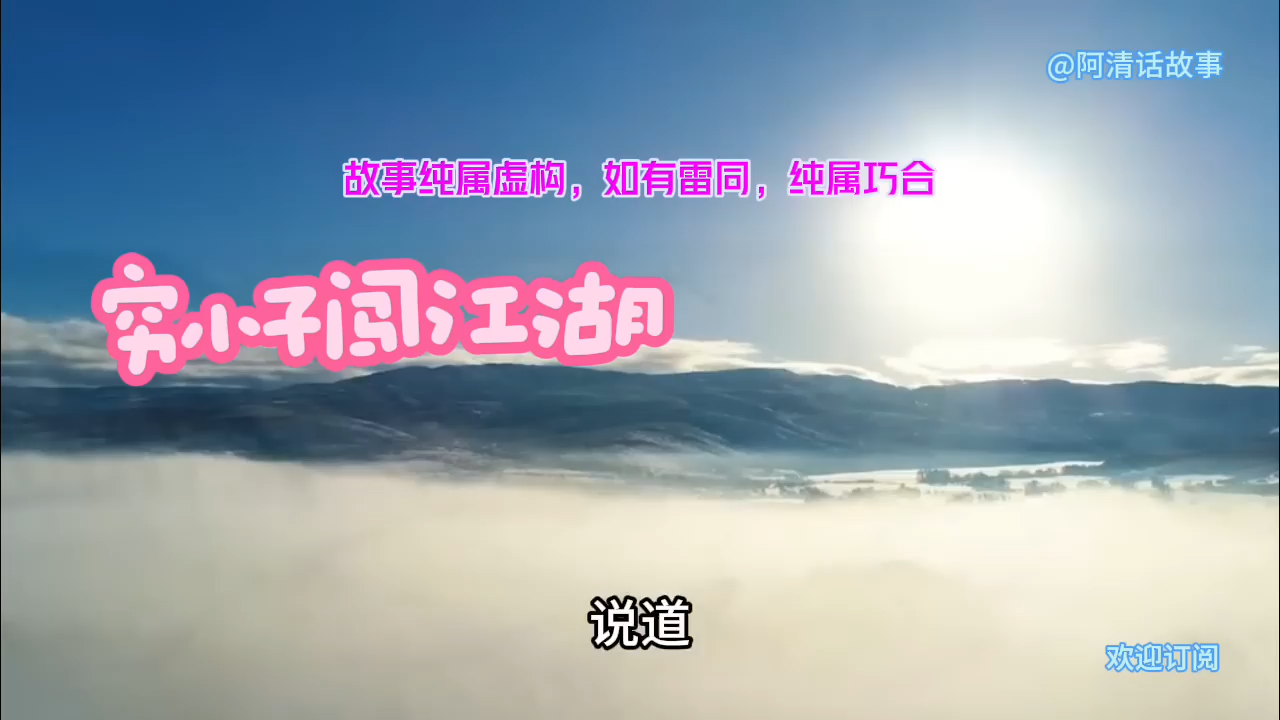 @阿清话故事
故事纯属虚构，如有雷同，纯属巧合
穷小子闯江湖
说道
欢迎订阅